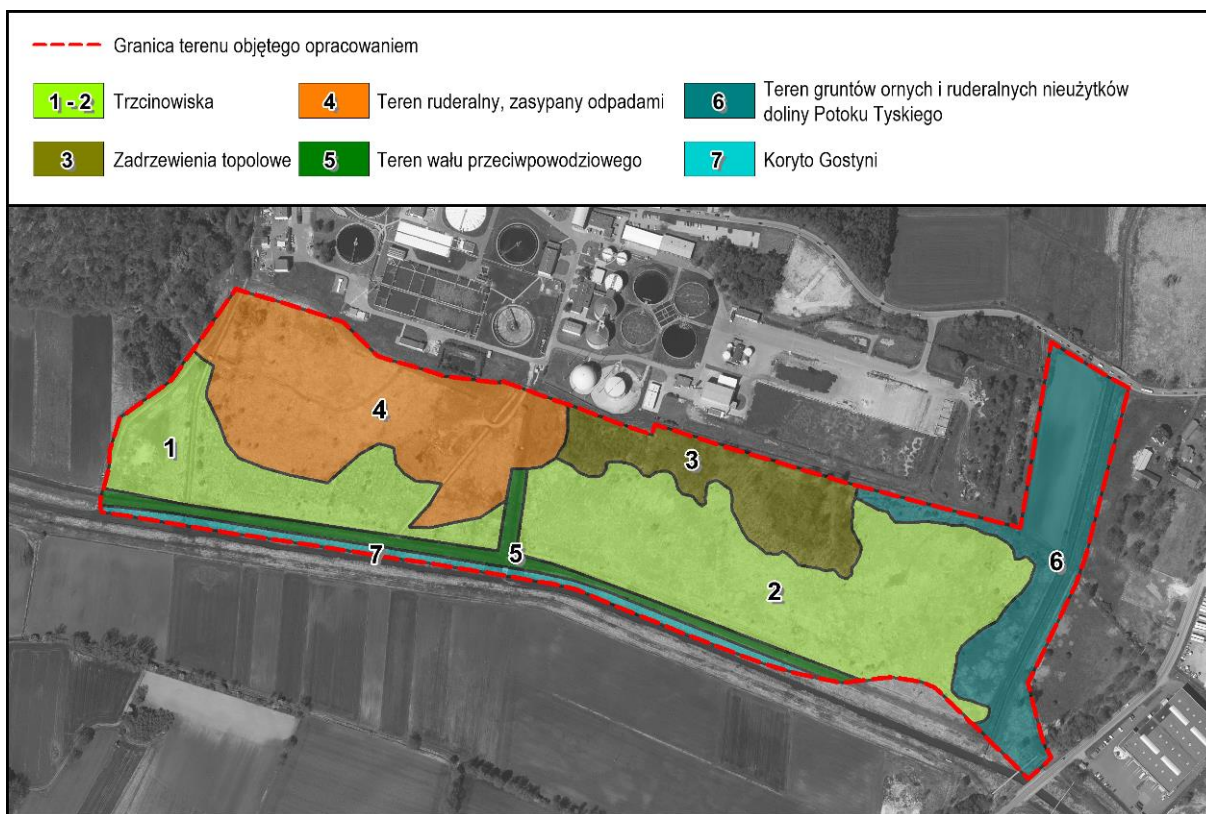 Granica terenu objętego opracowaniem
1 - 2 Trzcinowiska
4 Teren ruderalny, zasypany odpadami
6 Teren gruntów ornych i ruderalnych nieużytków
doliny Potoku Tyskiego
3 Zadrzewienia topolowe
5 Teren wału przeciwpowodziowego
7 Koryto Gostyni
4
1
3
7
5
6
2